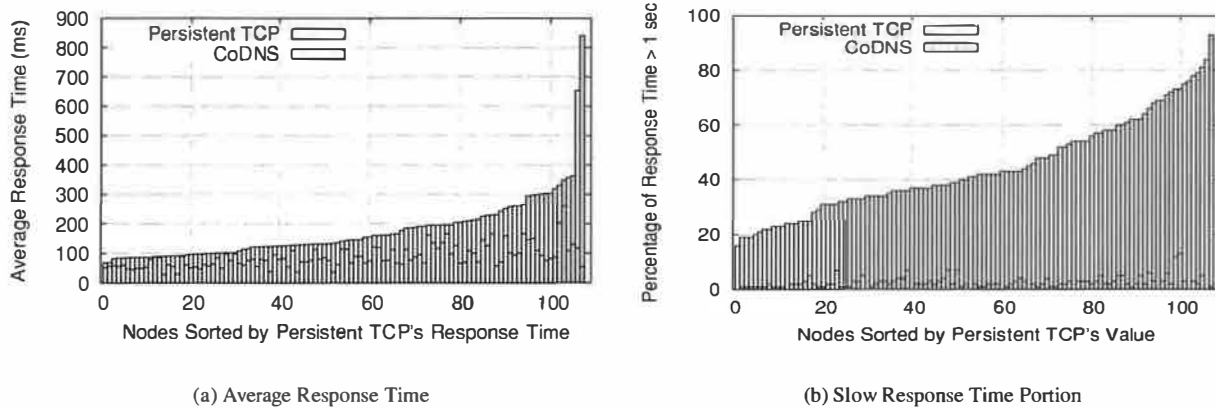 900
800
700
600
500
400
300
200
100
0
Average Response Time (ms)
Persistent TCP
CoDNS
0 20 40 60 80 100
Nodes Sorted by Persistent TCP's Response Time
(a) Average Response Time
100
80
60
40
20
0
Percentage of Response Time > 1 sec
Persistent TCP
CoDNS
0 20 40 60 80 100
Nodes Sorted by Persistent TCP's Value
(b) Slow Response Time Portion